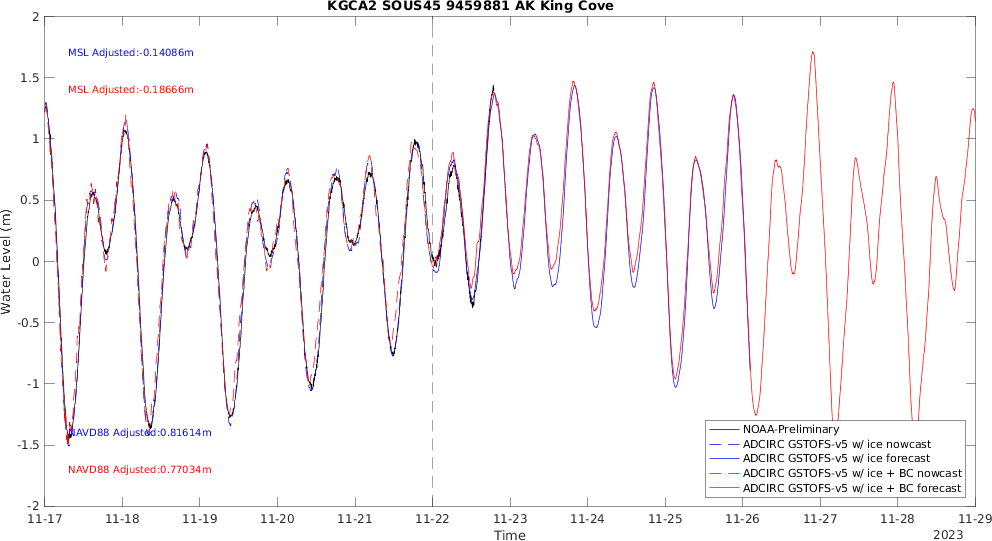 KGCA2 SOUS45 9459881 AK King Cove
2
1.5
1
0.5
0
-0.5
-1
-1.5
-2
Water Level (m)
MSL Adjusted:-0.14086m
MSL Adjusted:-0.18666m
NAVD88 Adjusted:0.81614m
NAVD88 Adjusted:0.77034m
NOAA-Preliminary
ADCIRC GSTOFS-v5 w/ ice nowcast
ADCIRC GSTOFS-v5 w/ ice forecast
ADCIRC GSTOFS-v5 w/ ice + BC nowcast
ADCIRC GSTOFS-v5 w/ ice + BC forecast
11-17 11-18 11-19 11-20 11-21 11-22 11-23 11-24 11-25 11-26 11-27 11-28 11-29
Time
2023